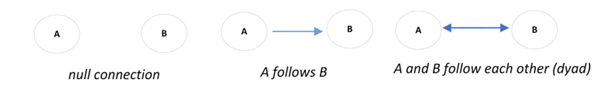 A B A B A B
null connection A follows B A and B follow each other (dyad)